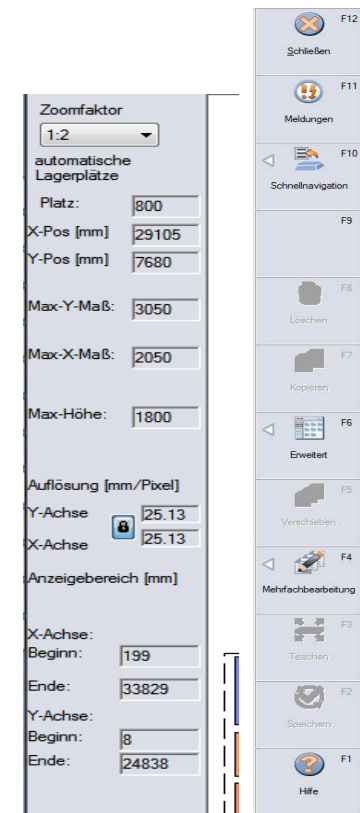 Zoomfaktor
1:2
automatische
Lagerplätze
Platz: 800
X-Pos [mm] 29105
Y-Pos [mm] 7680
Max-Y-Maß: 3050
Max-X-Maß: 2050
Max-Höhe: 1800
Auflösung [mm/Pixel]
Y-Achse 25.13
X-Achse 25.13
Anzeigebereich [mm]
X-Achse:
Beginn: 199
Ende: 33829
Y-Achse:
Beginn: 8
Ende: 24838
F12
Schließen
F11
Meldungen
F10
Schnellnavigation
F9
F8
Löschen
F7
Kopieren
F6
Erweitert
F5
Verschieben
F4
Mehrfachbearbeitung
F3
Teachen
F2
Speichern
F1
Hilfe